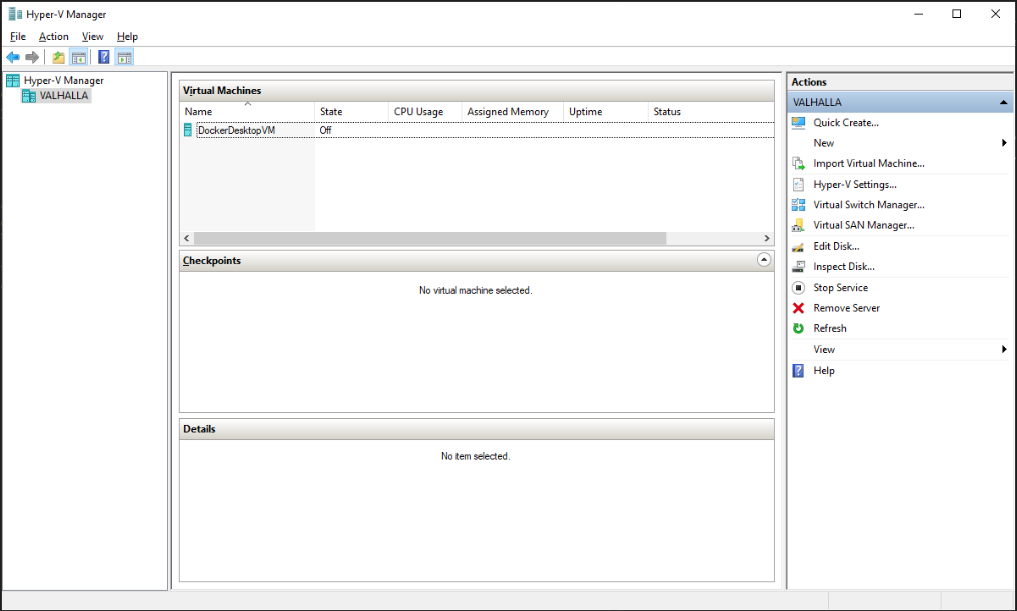 Hyper-V Manager
File Action View Help
Hyper-V Manager
VALHALLA
Virtual Machines
Name State CPU Usage Assigned Memory Uptime Status
DockerDesktopVM Off
Checkpoints
No virtual machine selected.
Details
No item selected.
Actions
VALHALLA
Quick Create...
New
Import Virtual Machine...
Hyper-V Settings...
Virtual Switch Manager...
Virtual SAN Manager...
Edit Disk...
Inspect Disk...
Stop Service
Remove Server
Refresh
View
Help